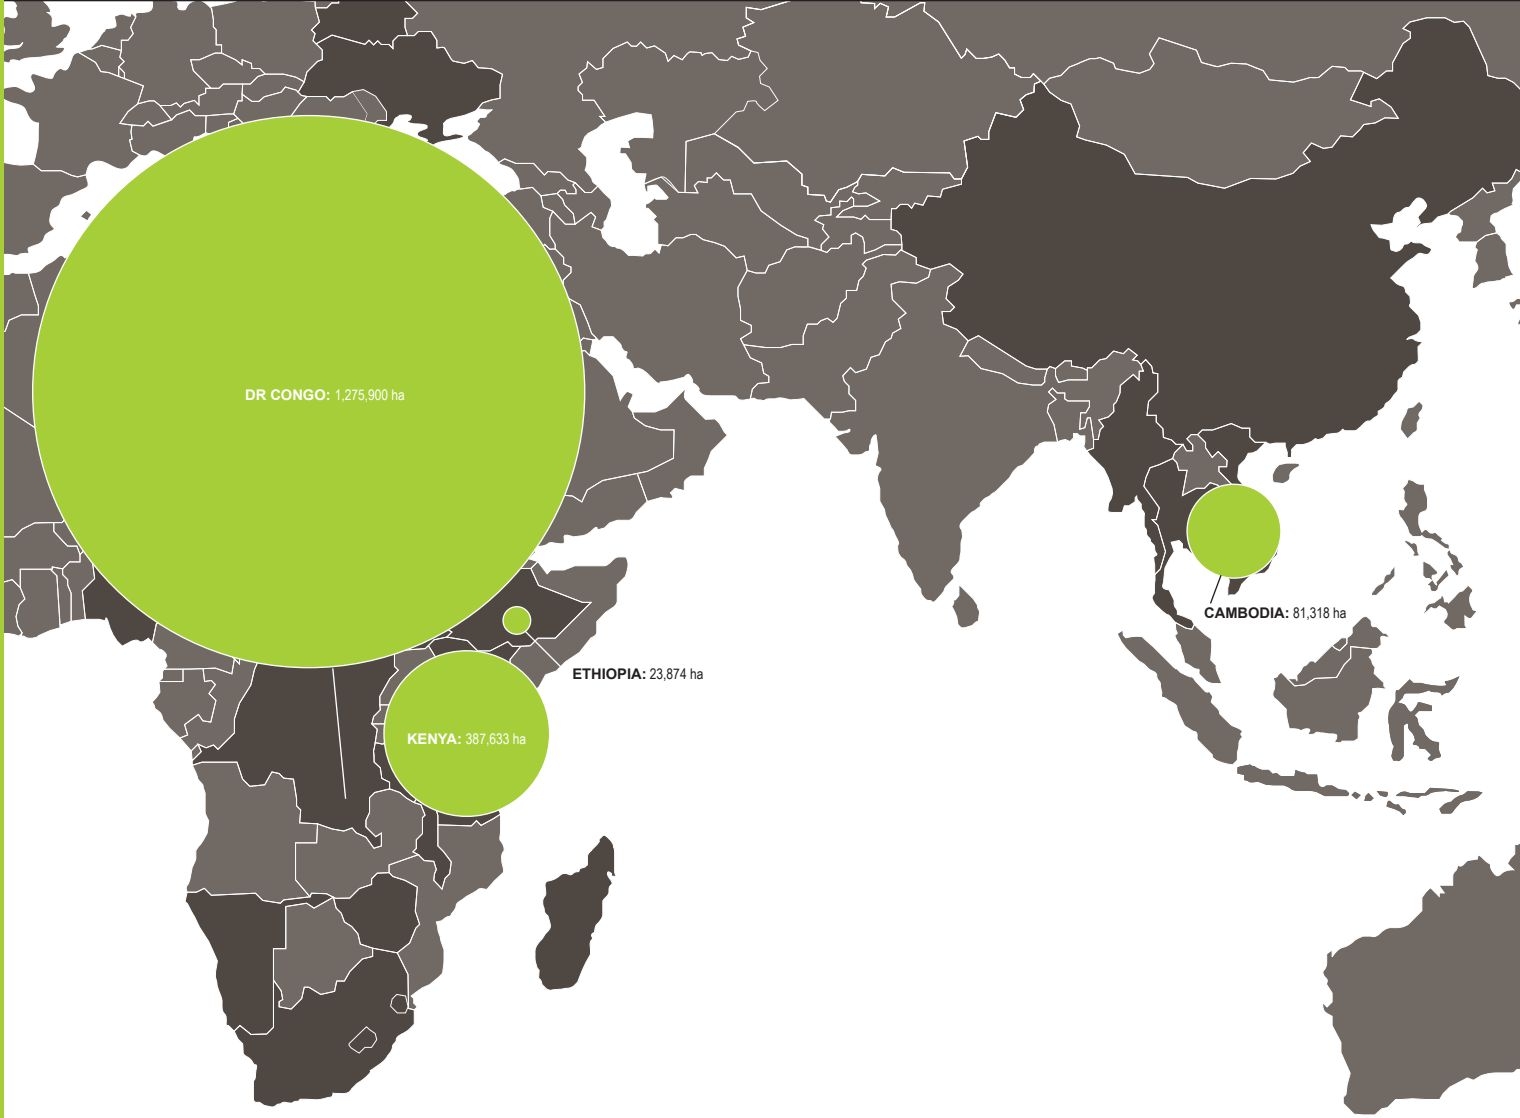 DR CONGO: 1,275,900 ha
CAMBODIA: 81,318 ha
ETHIOPIA: 23,874 ha
KENYA: 387,633 ha